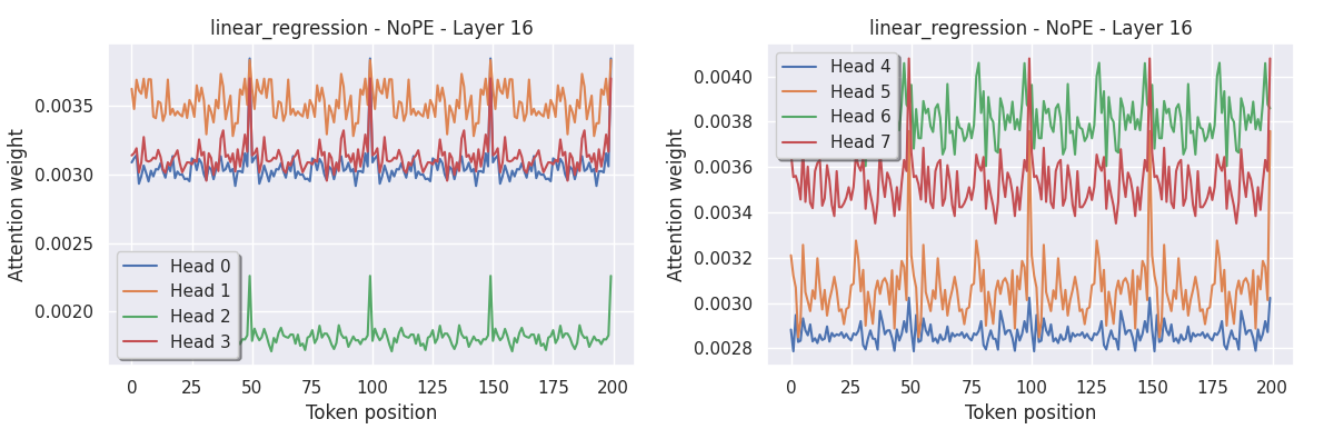 linear_regression - NoPE - Layer 16
Attention weight
0.0035
0.0030
0.0025
0.0020
Head 0
Head 1
Head 2
Head 3
0 25 50 75 100 125 150 175 200
Token position
linear_regression - NoPE - Layer 16
Attention weight
0.0040
0.0038
0.0036
0.0034
0.0032
0.0030
0.0028
Head 4
Head 5
Head 6
Head 7
0 25 50 75 100 125 150 175 200
Token position